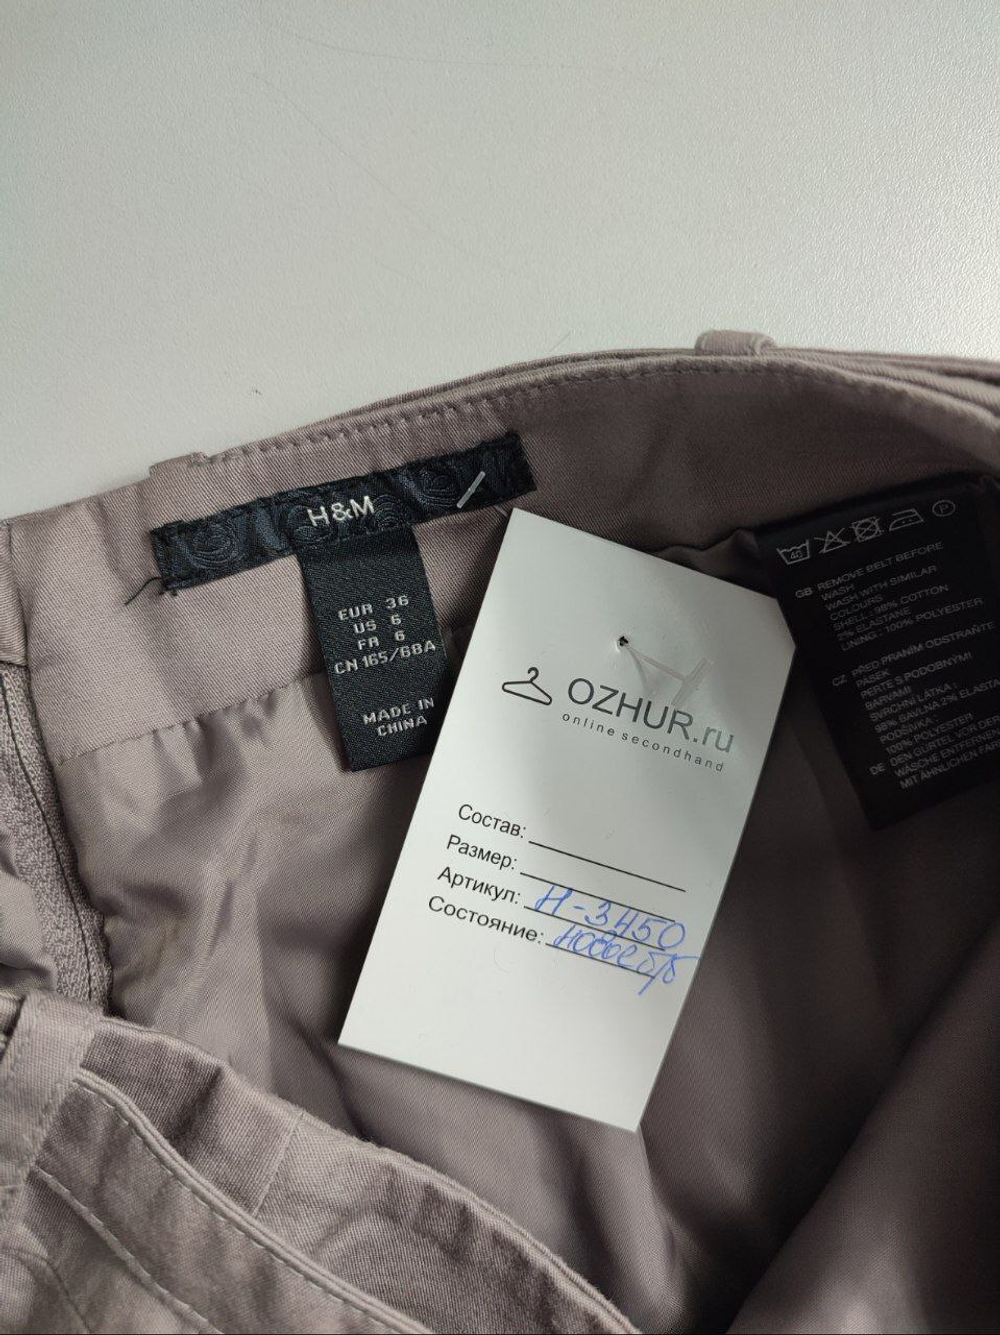 H&M
EUR 36
US 6
FR 6
CN 165/68A
MADE IN
CHINA
OZHUR.ru
online secondhand
Состав:
Размер:
Артикул: Н-3450
Состояние: новое б/б
40
P
GB REMOVE BELT BEFORE
WASH
WASH WITH SIMILAR
COLOURS
SHELL: 98% COTTON
2% ELASTANE
LINING: 100% POLYESTER
CZ PŘED PRANÍM ODSTRAŇTE
PÁSEK
PERTE S PODOBNÝMI
BARVAMI
SVRCHNÍ LÁTKA:
98% BAVLNA 2% ELASTA
PODŠÍVKA:
100% POLYESTER
DE DEN GÜRTEL VOR DER
WÄSCHE ENTFERNEN
MIT ÄHNLICHEN FAR